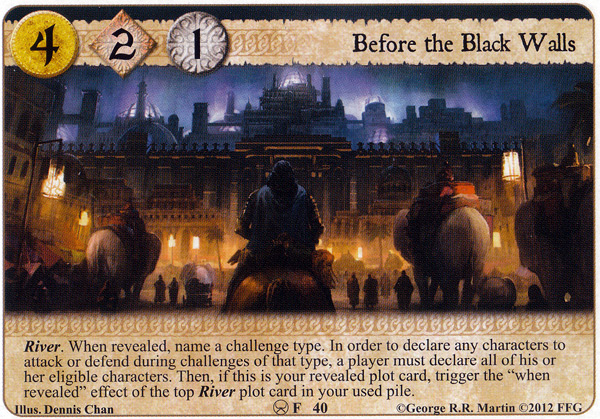 4 2 1 Before the Black Walls
River. When revealed, name a challenge type. In order to declare any characters to
attack or defend during challenges of that type, a player must declare all of his or
her eligible characters. Then, if this is your revealed plot card, trigger the “when
revealed” effect of the top River plot card in your used pile.
Illus. Dennis Chan F 40 ©George R.R. Martin ©2012 FFG